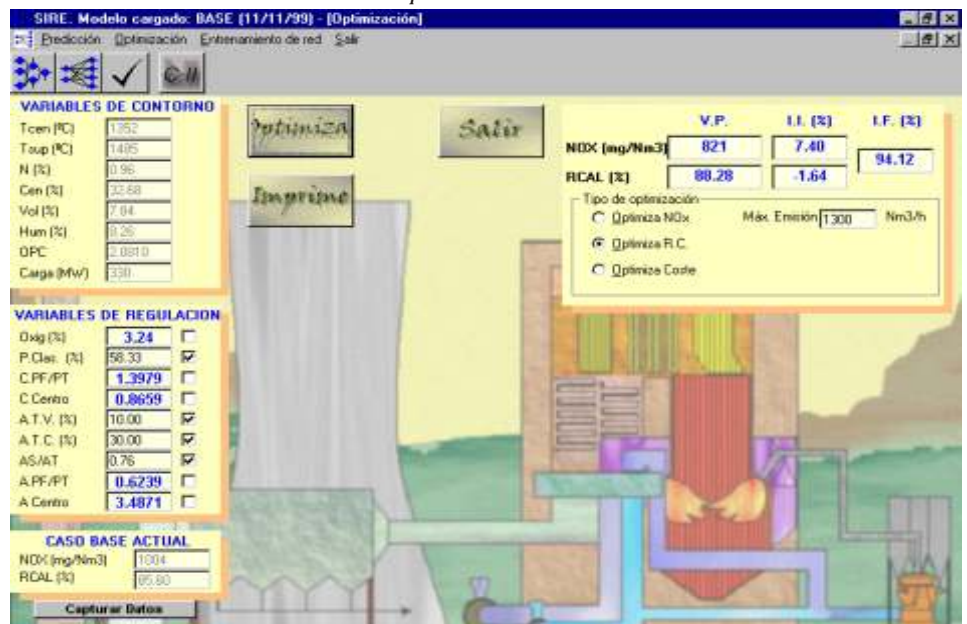 SIRE. Modelo cargado: BASE (11/11/99) - [Optimización]
Predicción Optimización Entrenamiento de red Salir
C-II
VARIABLES DE CONTORNO
Tcen (ºC) 1352
Tsup (ºC) 1485
N (%) 0.96
Cen (%) 32.68
Vol (%) 7.84
Hum (%) 8.26
OPC 2.0810
Carga (MW) 330
VARIABLES DE REGULACION
Oxig (%) 3.24
P.Clas. (%) 58.33
C.PF/PT 1.3979
C Centro 0.8659
A.T.V. (%) 10.00
A.T.C. (%) 30.00
AS/AT 0.76
A.PF/PT 0.6239
A Centro 3.4871
CASO BASE ACTUAL
NOX (mg/Nm3) 1004
RCAL (%) 85.80
Capturar Datos
Optimiza
Imprime
Salir
V.P. I.I. (%) I.F. (%)
NOX (mg/Nm3) 821 7.40 94.12
RCAL (%) 88.28 -1.64
Tipo de optimización
Optimiza NOx Máx. Emisión 1300 Nm3/h
Optimiza R.C.
Optimiza Coste